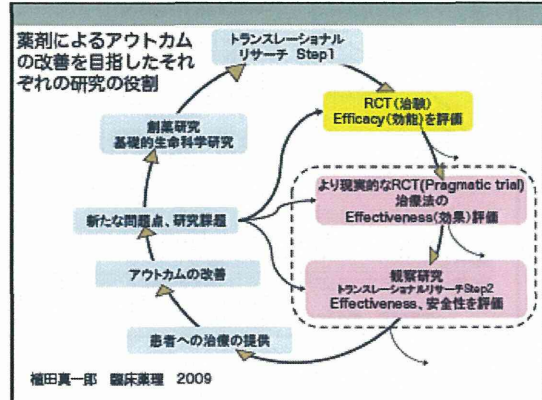 薬剤によるアウトカム
の改善を目指したそれ
ぞれの研究の役割
トランスレーショナル
リサーチ Step1
RCT(治験)
Efficacy(効能)を評価
創薬研究
基礎的生命科学研究
より現実的なRCT(Pragmatic trial)
治療法の
Effectiveness(効果)評価
新たな問題点、研究課題
アウトカムの改善
観察研究
トランスレーショナルリサーチStep2
Effectiveness、安全性を評価
患者への治療の提供
植田真一郎 臨床薬理 2009